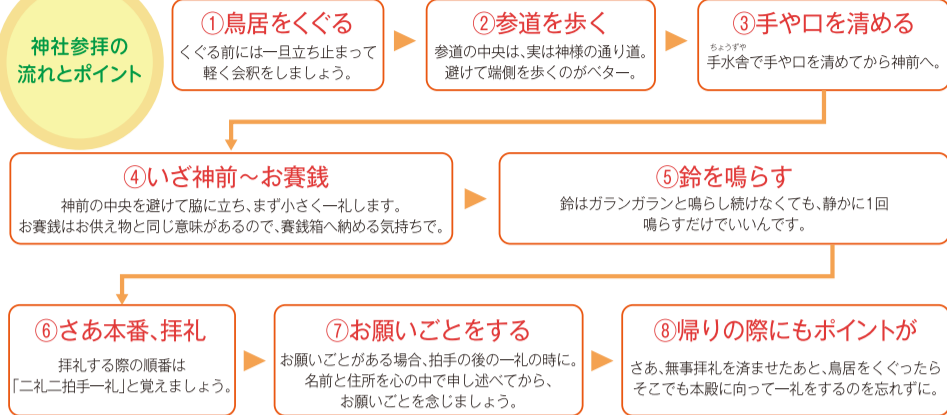 神社参拝の
流れとポイント
①鳥居をくぐる
くぐる前には一旦立ち止まって
軽く会釈をしましょう。
②参道を歩く
参道の中央は、実は神様の通り道。
避けて端側を歩くのがベター。
③手や口を清める
ちょうずや
手水舎で手や口を清めてから神前へ。
④いざ神前～お賽銭
神前の中央を避けて脇に立ち、まず小さく一礼します。
お賽銭はお供え物と同じ意味があるので、賽銭箱へ納める気持ちで。
⑤鈴を鳴らす
鈴はガランガランと鳴らし続けなくても、静かに1回
鳴らすだけでいいんです。
⑥さあ本番、拝礼
拝礼する際の順番は
「二礼二拍手一礼」と覚えましょう。
⑦お願いごとをする
お願いごとがある場合、拍手の後の一礼の時に。
名前と住所を心の中で申し述べてから、
お願いごとを念じましょう。
⑧帰りの際にもポイントが
さあ、無事拝礼を済ませたあと、鳥居をくぐったら
そこでも本殿に向って一礼をするのを忘れずに。